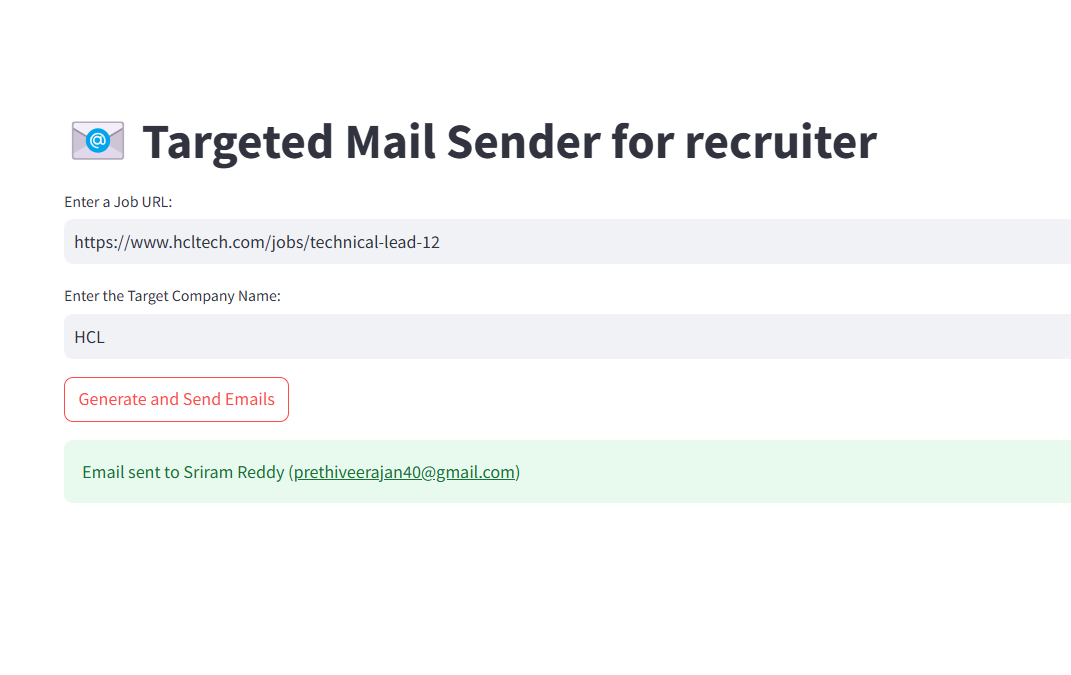 Targeted Mail Sender for recruiter
Enter a Job URL:
https://www.hcltech.com/jobs/technical-lead-12
Enter the Target Company Name:
HCL
Generate and Send Emails
Email sent to Sriram Reddy (prethiveerajan40@gmail.com)